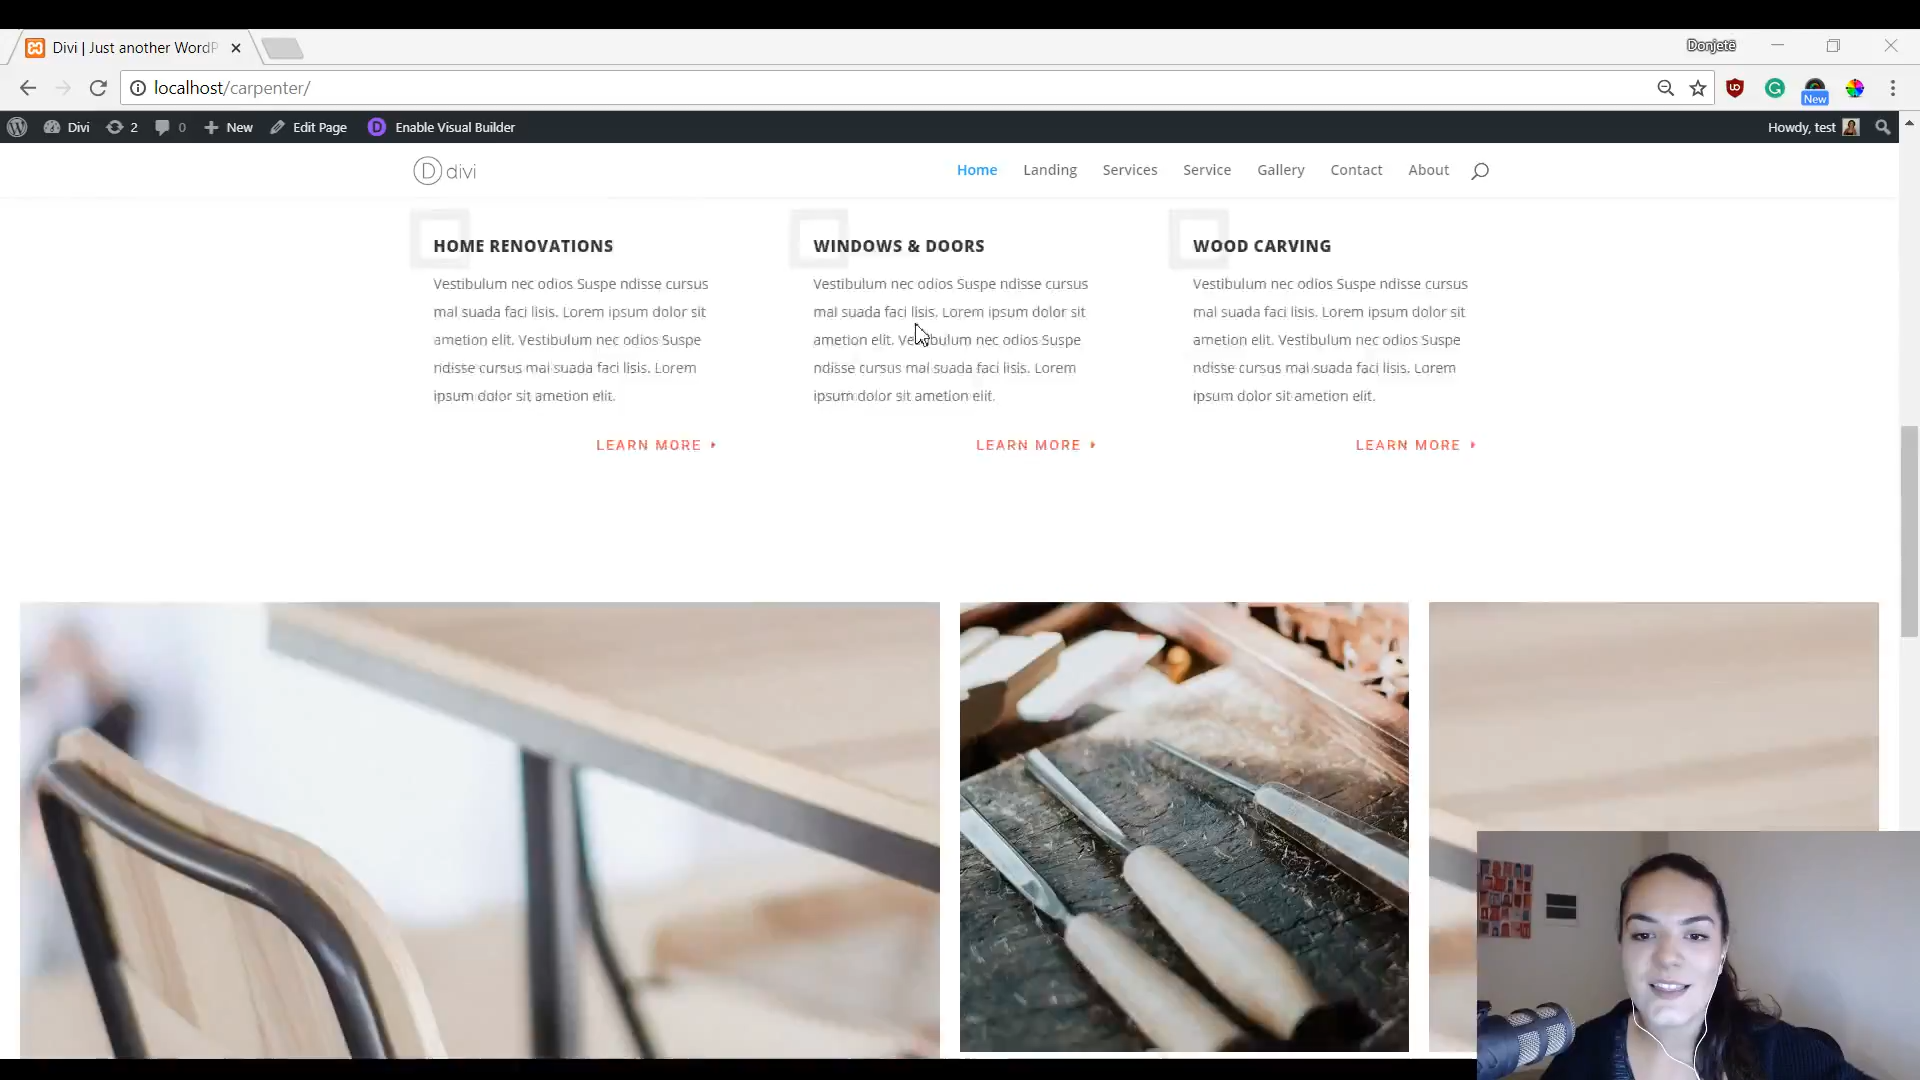 Divi | Just another WordP
Donjetë
localhost/carpenter/
New
Divi 2 0 New Edit Page Enable Visual Builder Howdy, test
D divi
Home Landing Services Service Gallery Contact About
HOME RENOVATIONS
Vestibulum nec odios Suspe ndisse cursus
mal suada faci lisis. Lorem ipsum dolor sit
ametion elit. Vestibulum nec odios Suspe
ndisse cursus mal suada faci lisis. Lorem
ipsum dolor sit ametion elit.
LEARN MORE
WINDOWS & DOORS
Vestibulum nec odios Suspe ndisse cursus
mal suada faci lisis. Lorem ipsum dolor sit
ametion elit. Vestibulum nec odios Suspe
ndisse cursus mal suada faci lisis. Lorem
ipsum dolor sit ametion elit.
LEARN MORE
WOOD CARVING
Vestibulum nec odios Suspe ndisse cursus
mal suada faci lisis. Lorem ipsum dolor sit
ametion elit. Vestibulum nec odios Suspe
ndisse cursus mal suada faci lisis. Lorem
ipsum dolor sit ametion elit.
LEARN MORE